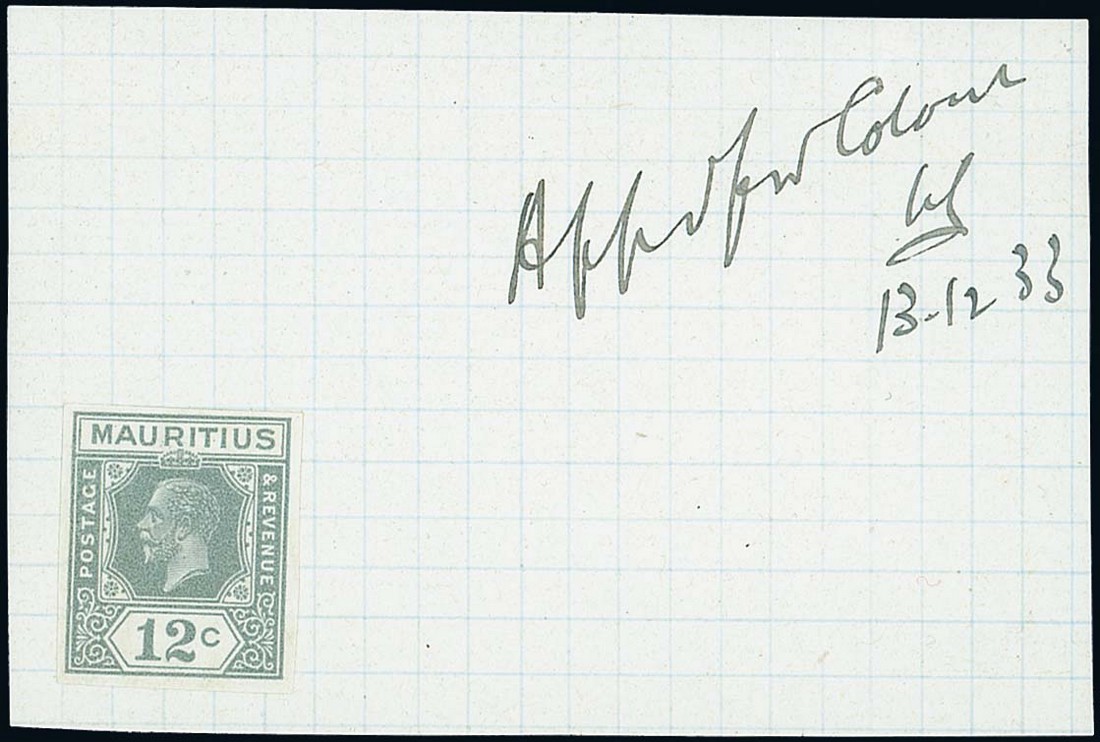 Appd for Colour
13-12 33
MAURITIUS
POSTAGE
& REVENUE
12c